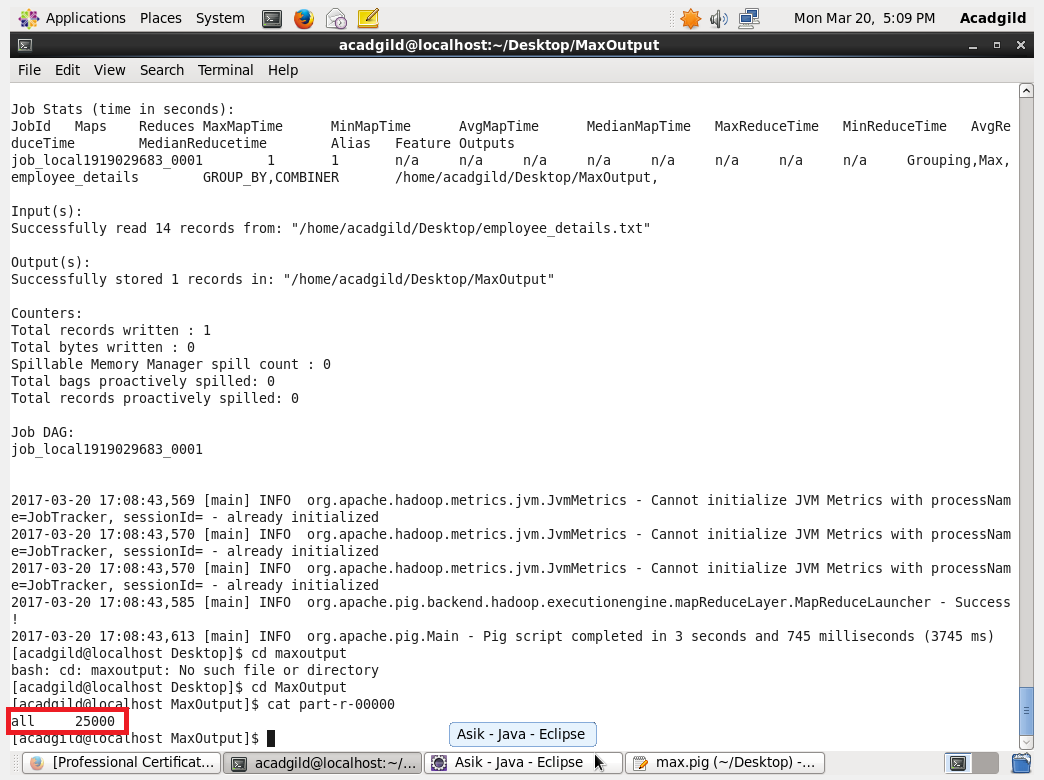 Applications Places System Mon Mar 20, 5:09 PM Acadgild
acadgild@localhost:~/Desktop/MaxOutput
File Edit View Search Terminal Help
Job Stats (time in seconds):
JobId Maps Reduces MaxMapTime MinMapTime AvgMapTime MedianMapTime MaxReduceTime MinReduceTime AvgRe
duceTime MedianReducetime Alias Feature Outputs
job_local1919029683_0001 1 1 n/a n/a n/a n/a n/a n/a n/a n/a Grouping,Max,
employee_details GROUP_BY,COMBINER /home/acadgild/Desktop/MaxOutput,
Input(s):
Successfully read 14 records from: "/home/acadgild/Desktop/employee_details.txt"
Output(s):
Successfully stored 1 records in: "/home/acadgild/Desktop/MaxOutput"
Counters:
Total records written : 1
Total bytes written : 0
Spillable Memory Manager spill count : 0
Total bags proactively spilled: 0
Total records proactively spilled: 0
Job DAG:
job_local1919029683_0001
2017-03-20 17:08:43,569 [main] INFO org.apache.hadoop.metrics.jvm.JvmMetrics - Cannot initialize JVM Metrics with processNam
e=JobTracker, sessionId= - already initialized
2017-03-20 17:08:43,570 [main] INFO org.apache.hadoop.metrics.jvm.JvmMetrics - Cannot initialize JVM Metrics with processNam
e=JobTracker, sessionId= - already initialized
2017-03-20 17:08:43,570 [main] INFO org.apache.hadoop.metrics.jvm.JvmMetrics - Cannot initialize JVM Metrics with processNam
e=JobTracker, sessionId= - already initialized
2017-03-20 17:08:43,585 [main] INFO org.apache.pig.backend.hadoop.executionengine.mapReduceLayer.MapReduceLauncher - Success
!
2017-03-20 17:08:43,613 [main] INFO org.apache.pig.Main - Pig script completed in 3 seconds and 745 milliseconds (3745 ms)
[acadgild@localhost Desktop]$ cd maxoutput
bash: cd: maxoutput: No such file or directory
[acadgild@localhost Desktop]$ cd MaxOutput
[acadgild@localhost MaxOutput]$ cat part-r-00000
all 25000
[acadgild@localhost MaxOutput]$
Asik - Java - Eclipse
[Professional Certificat... acadgild@localhost:~/... Asik - Java - Eclipse max.pig (~/Desktop) -...